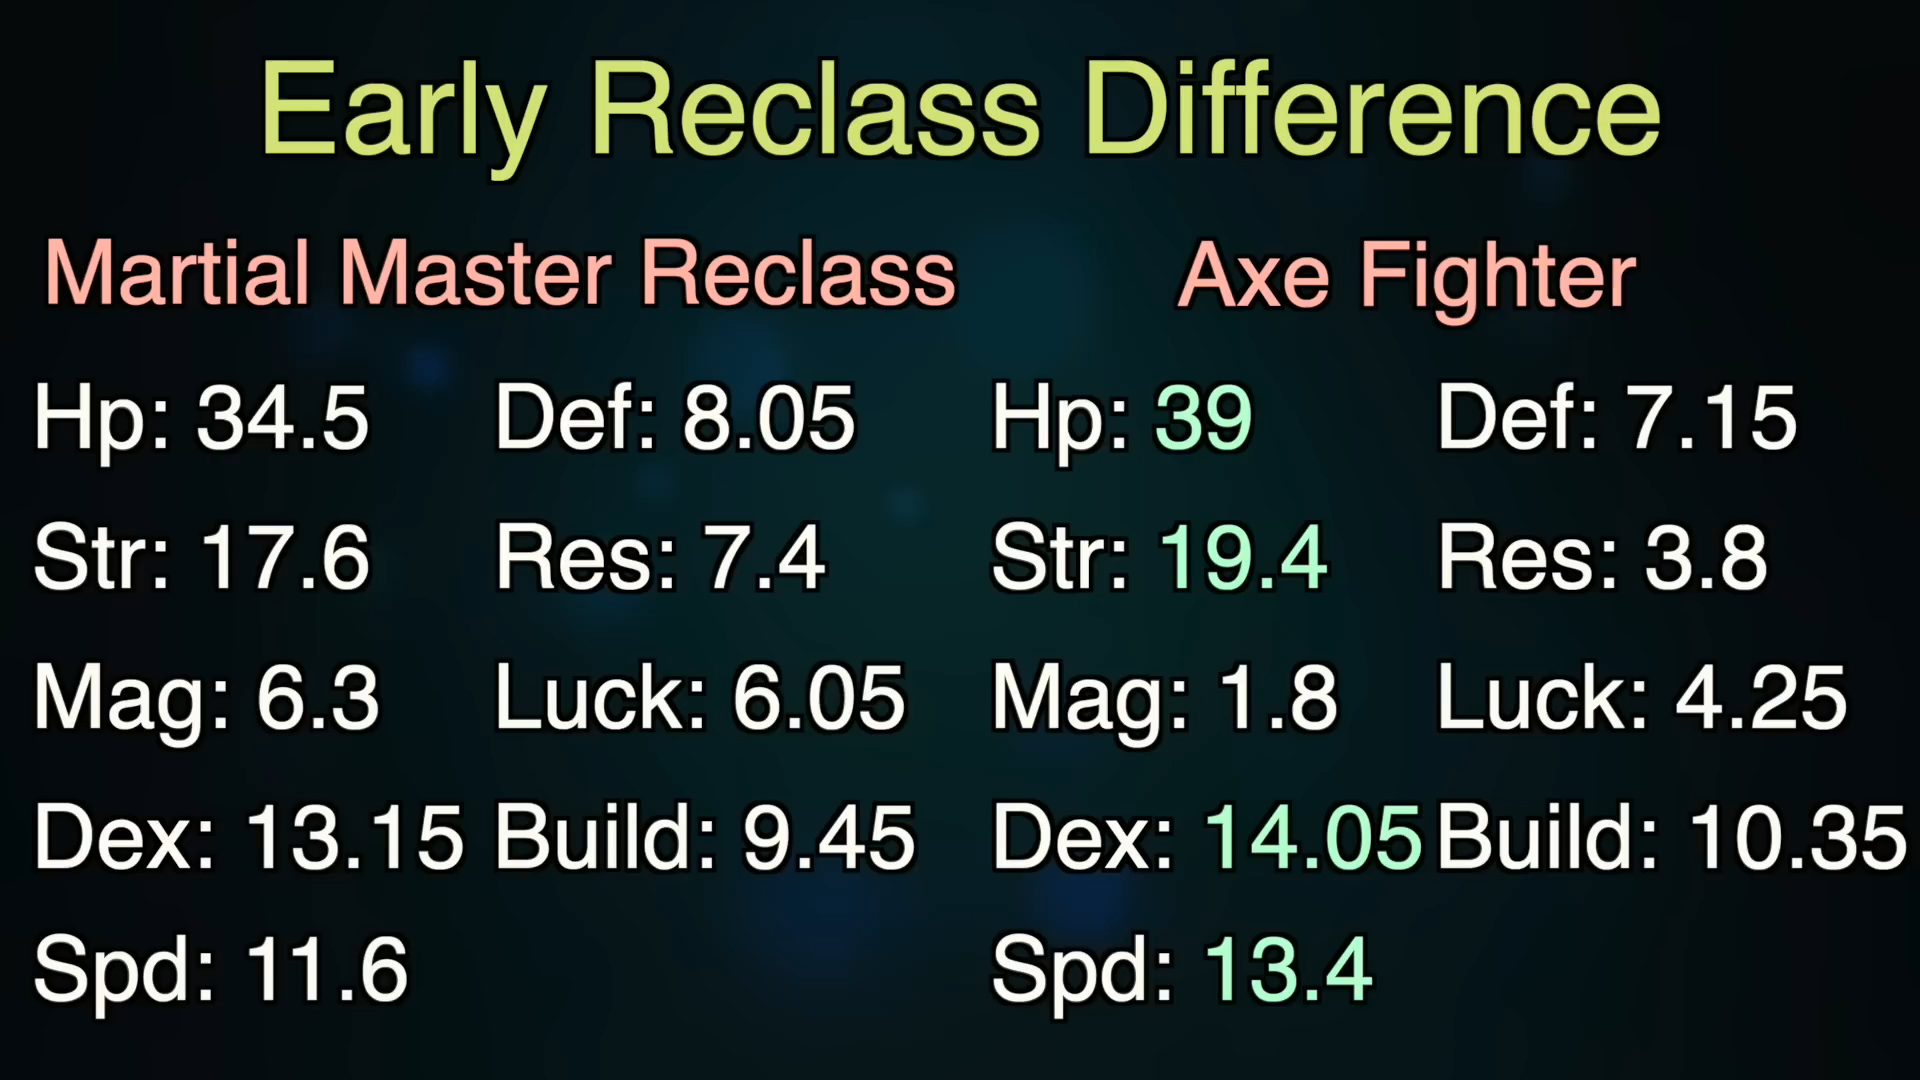 Early Reclass Difference
Martial Master Reclass
Hp: 34.5 Def: 8.05
Str: 17.6 Res: 7.4
Mag: 6.3 Luck: 6.05
Dex: 13.15 Build: 9.45
Spd: 11.6
Axe Fighter
Hp: 39 Def: 7.15
Str: 19.4 Res: 3.8
Mag: 1.8 Luck: 4.25
Dex: 14.05 Build: 10.35
Spd: 13.4